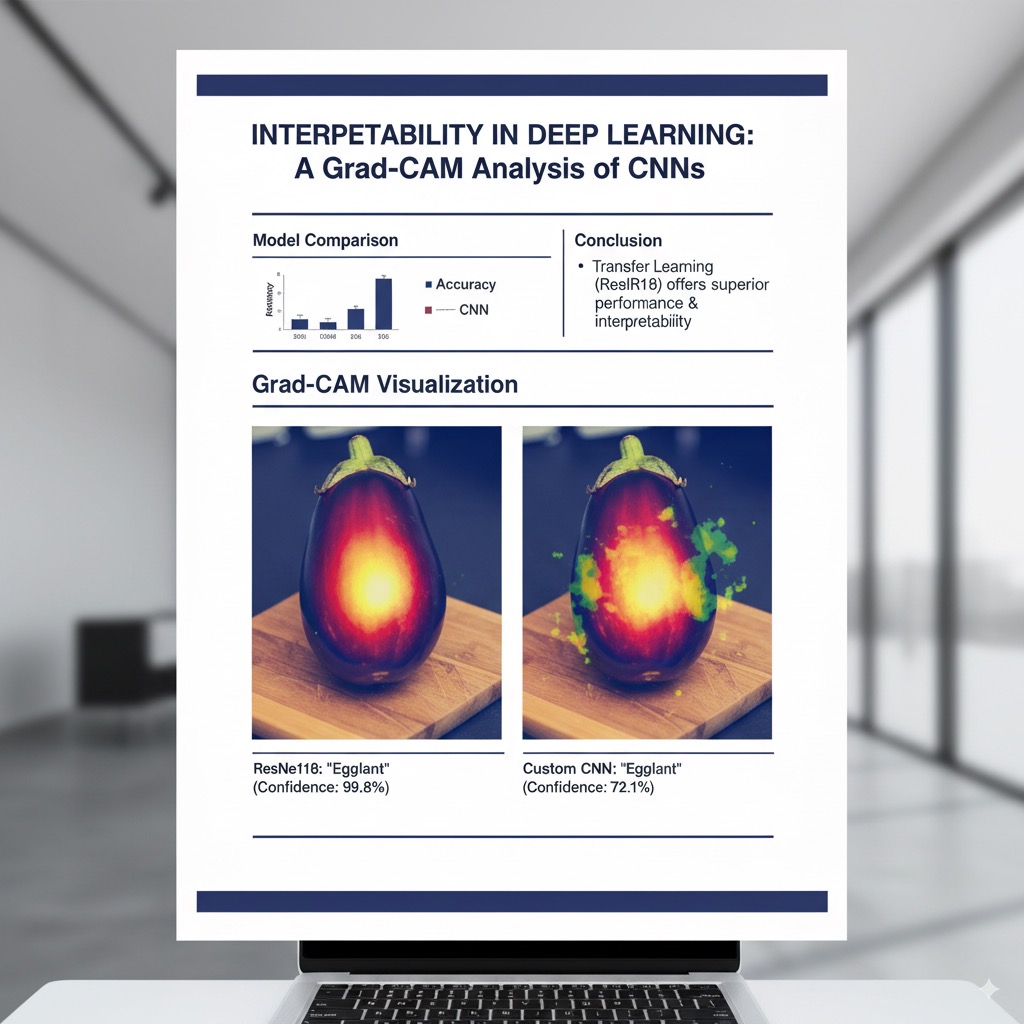 INTERPETABILITY IN DEEP LEARNING:
A Grad-CAM Analysis of CNNs
Model Comparison
Accuracy
CNN
Conclusion
• Transfer Learning
(ReslR18) offers superior
performance &
interpretability
Grad-CAM Visualization
ResNe118: "Egglant"
(Confidence: 99.8%)
Custom CNN: "Egglant"
(Confidence: 72.1%)